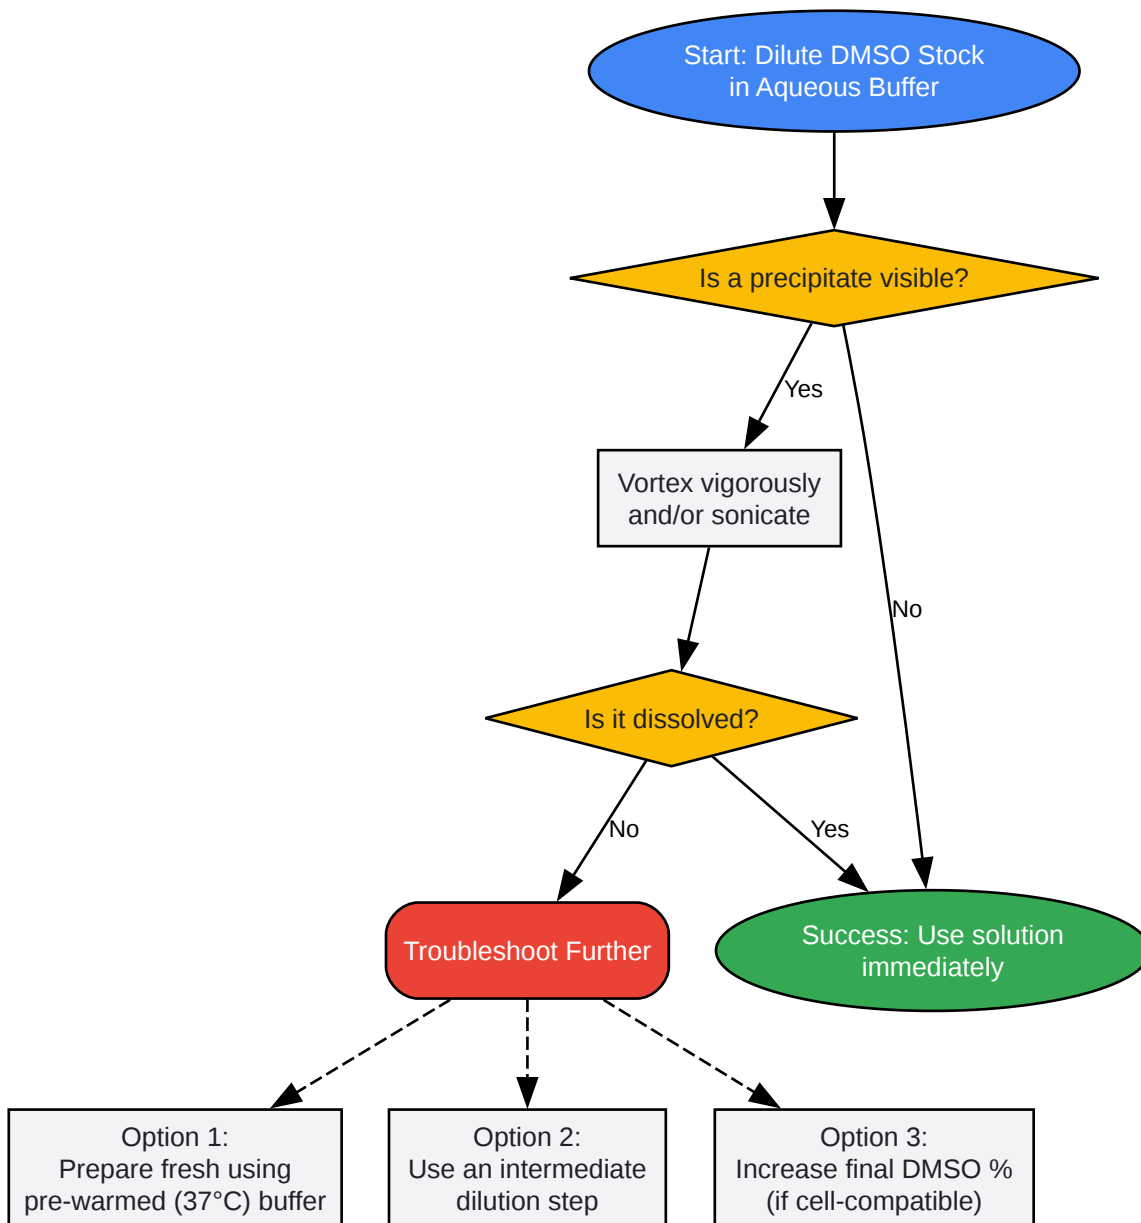 Start: Dilute DMSO Stock
in Aqueous Buffer
Is a precipitate visible?
Yes
Vortex vigorously
and/or sonicate
No
Is it dissolved?
No
Yes
Troubleshoot Further
Success: Use solution
immediately
Option 1:
Prepare fresh using
pre-warmed (37°C) buffer
Option 2:
Use an intermediate
dilution step
Option 3:
Increase final DMSO %
(if cell-compatible)